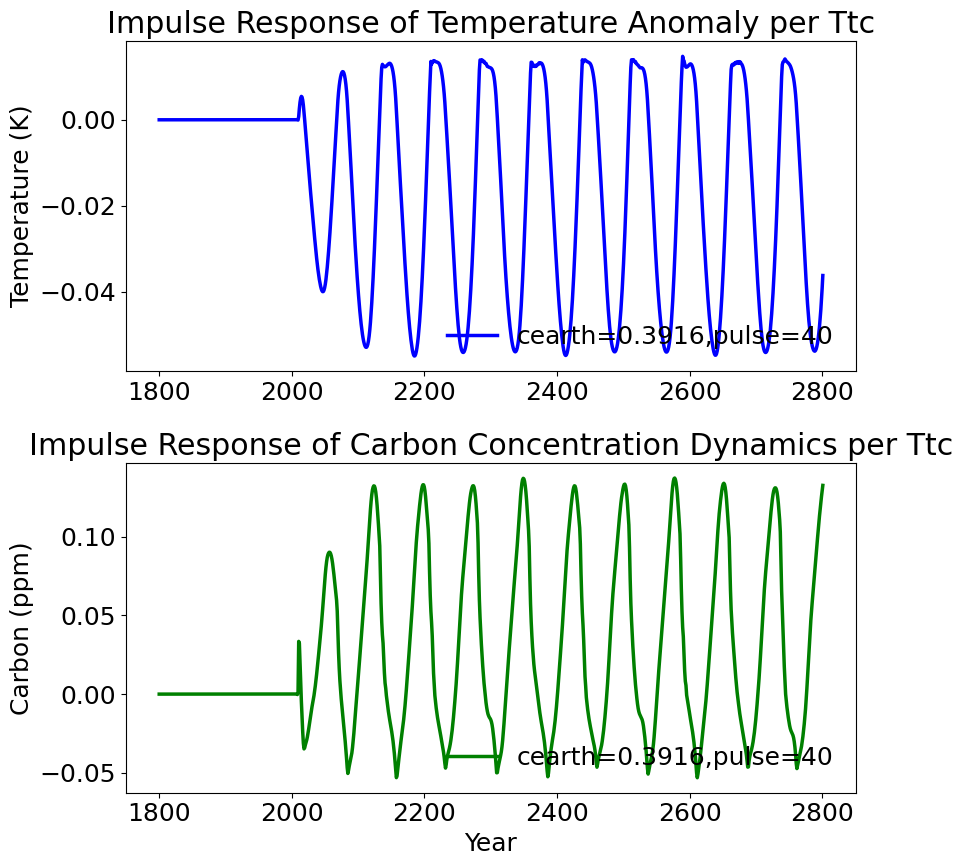 Impulse Response of Temperature Anomaly per Ttc
Temperature (K)
0.00
−0.02
−0.04
cearth=0.3916,pulse=40
1800 2000 2200 2400 2600 2800
Impulse Response of Carbon Concentration Dynamics per Ttc
Carbon (ppm)
0.10
0.05
0.00
−0.05
cearth=0.3916,pulse=40
1800 2000 2200 2400 2600 2800
Year